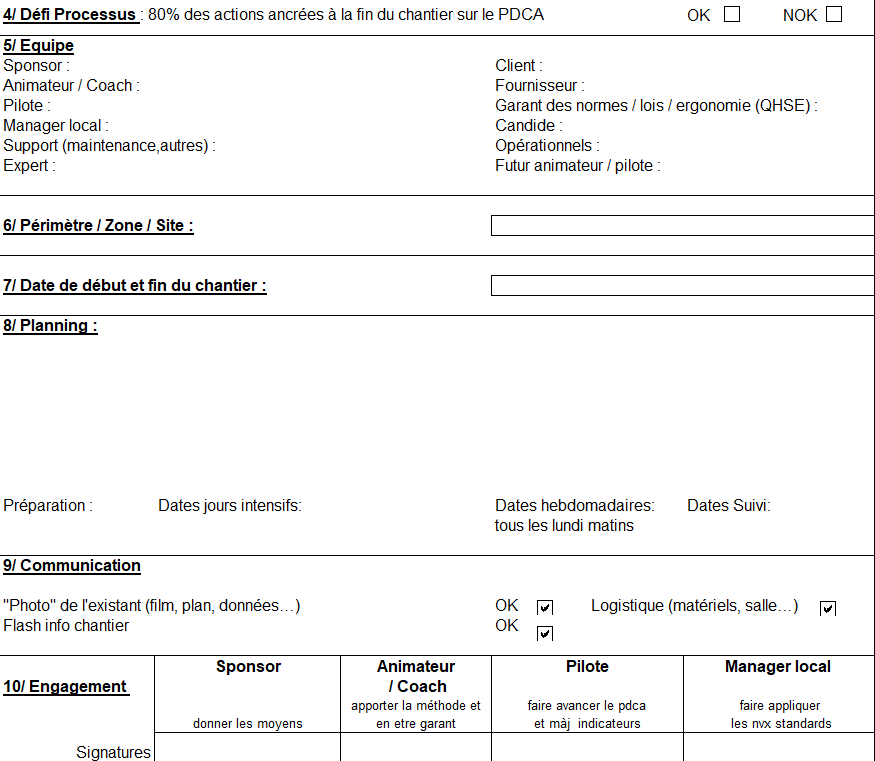 4/ Défi Processus : 80% des actions ancrées à la fin du chantier sur le PDCA OK NOK
5/ Equipe
Sponsor : Client :
Animateur / Coach : Fournisseur :
Pilote : Garant des normes / lois / ergonomie (QHSE) :
Manager local : Candide :
Support (maintenance,autres) : Opérationnels :
Expert : Futur animateur / pilote :
6/ Périmètre / Zone / Site :
7/ Date de début et fin du chantier :
8/ Planning :
Préparation : Dates jours intensifs: Dates hebdomadaires: Dates Suivi:
tous les lundi matins
9/ Communication
"Photo" de l'existant (film, plan, données…) OK Logistique (matériels, salle…)
Flash info chantier OK
10/ Engagement
Sponsor
donner les moyens
Animateur
/ Coach
apporter la méthode et
en etre garant
Pilote
faire avancer le pdca
et màj indicateurs
Manager local
faire appliquer
les nvx standards
Signatures